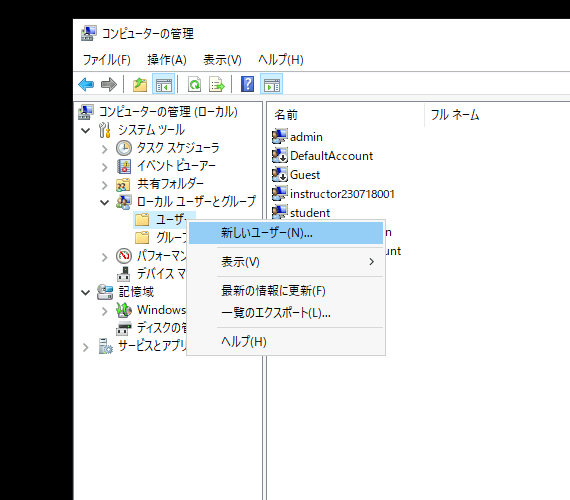 コンピューターの管理
ファイル(F) 操作(A) 表示(V) ヘルプ(H)
コンピューターの管理 (ローカル)
システム ツール
タスク スケジューラ
イベント ビューアー
共有フォルダー
ローカル ユーザーとグループ
ユーザー
グルー
パフォーマン
デバイス マ
記憶域
Windows
ディスクの管
サービスとアプリ
名前 フル ネーム
admin
DefaultAccount
Guest
instructor230718001
student
新しいユーザー(N)...
表示(V)
最新の情報に更新(F)
一覧のエクスポート(L)...
ヘルプ(H)